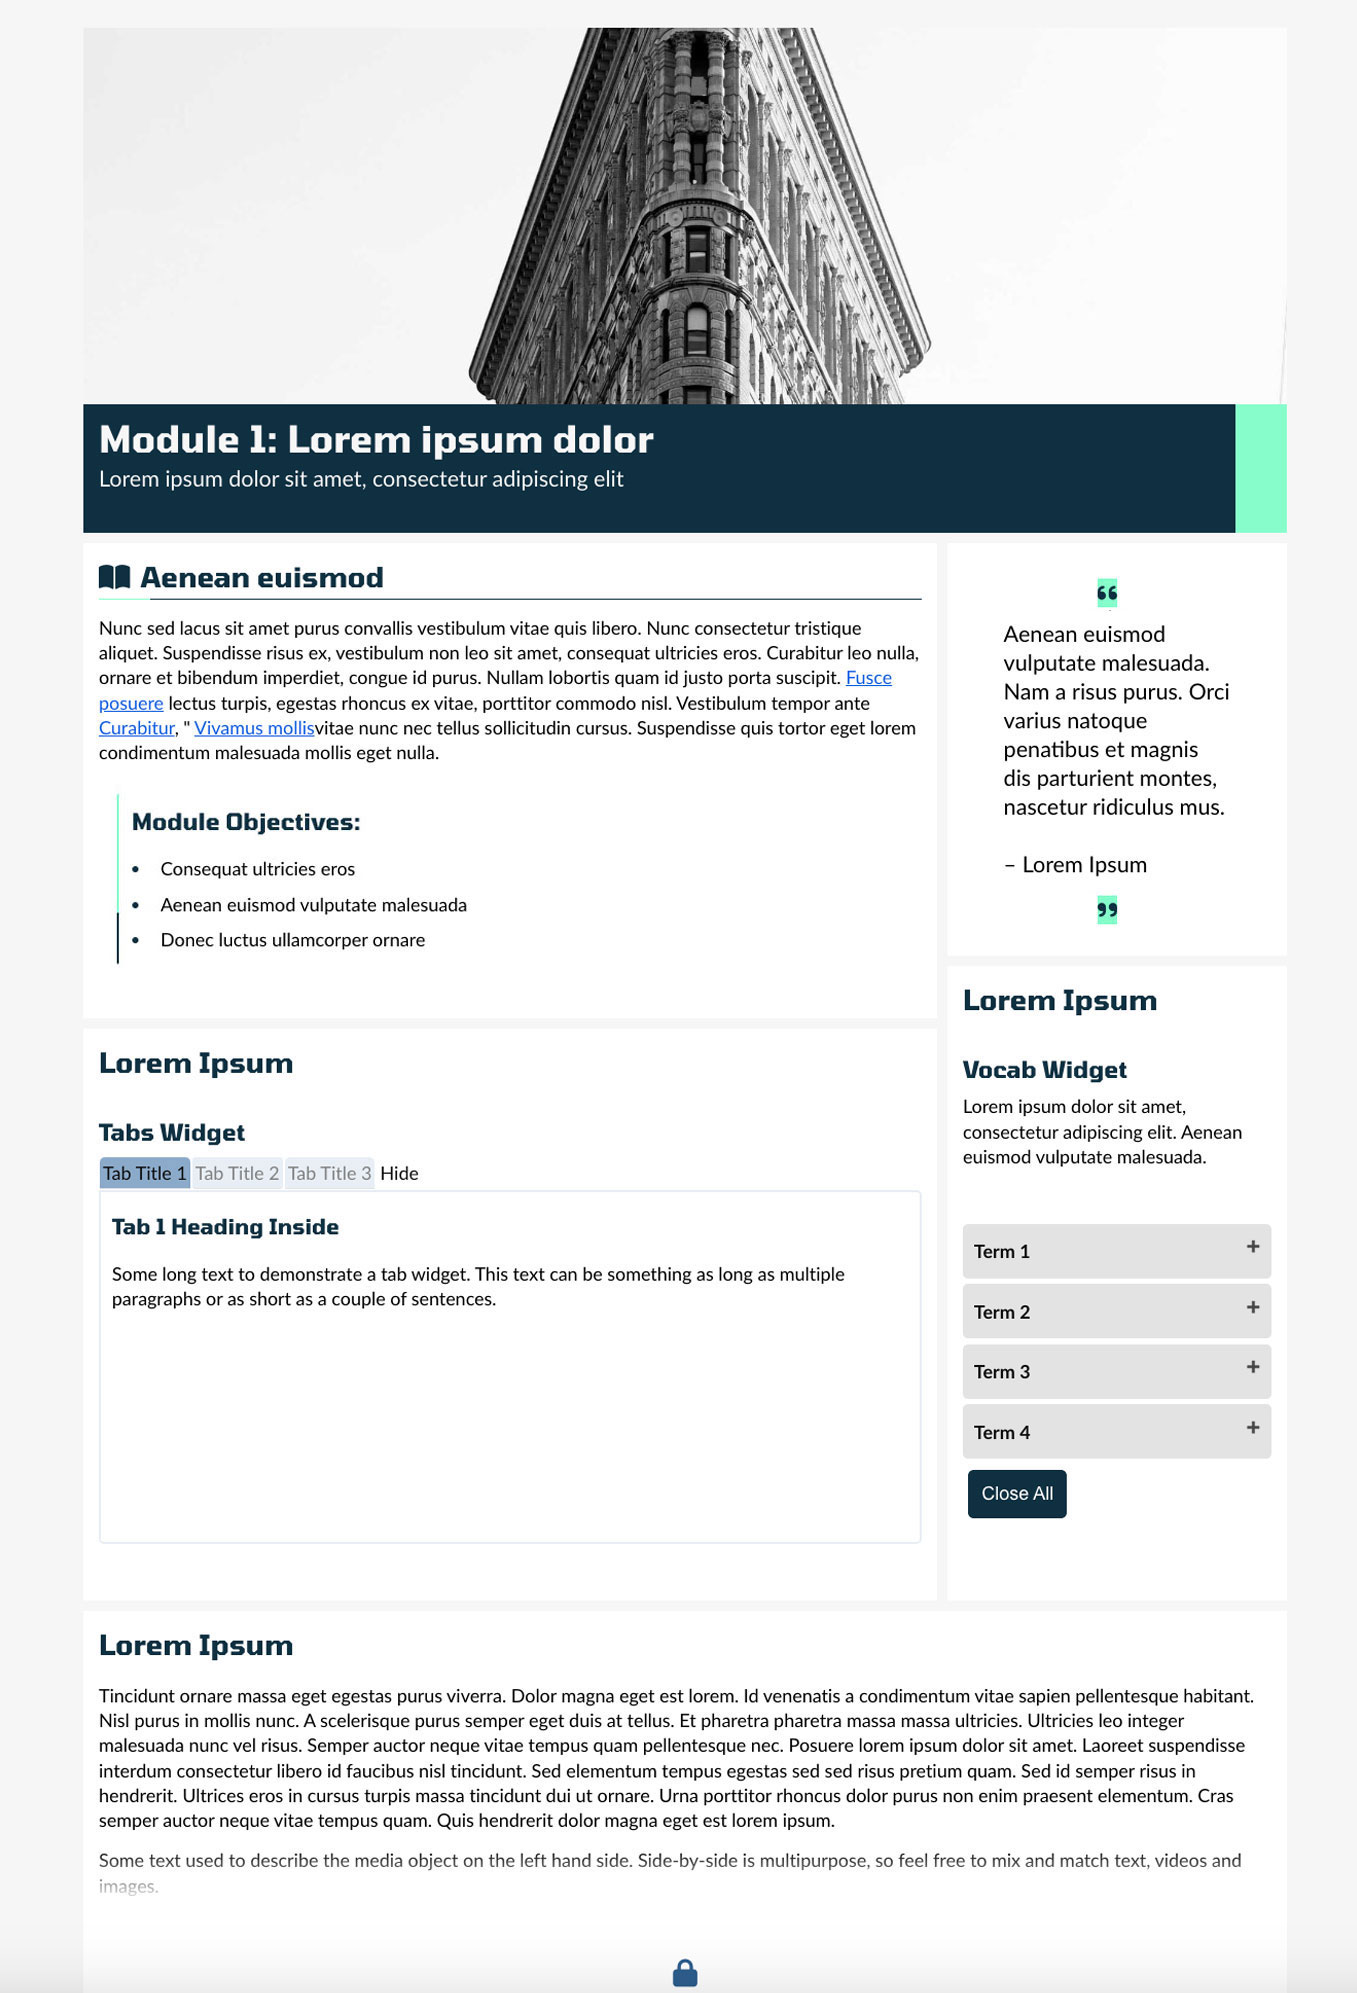 Module 1: Lorem ipsum dolor
Lorem ipsum dolor sit amet, consectetur adipiscing elit
Aenean euismod
Nunc sed lacus sit amet purus convallis vestibulum vitae quis libero. Nunc consectetur tristique
aliquet. Suspendisse risus ex, vestibulum non leo sit amet, consequat ultricies eros. Curabitur leo nulla,
ornare et bibendum imperdiet, congue id purus. Nullam lobortis quam id justo porta suscipit. Fusce
posuere lectus turpis, egestas rhoncus ex vitae, porttitor commodo nisl. Vestibulum tempor ante
Curabitur, " Vivamus mollisvitae nunc nec tellus sollicitudin cursus. Suspendisse quis tortor eget lorem
condimentum malesuada mollis eget nulla.
Module Objectives:
• Consequat ultricies eros
• Aenean euismod vulputate malesuada
• Donec luctus ullamcorper ornare
“
Aenean euismod
vulputate malesuada.
Nam a risus purus. Orci
varius natoque
penatibus et magnis
dis parturient montes,
nascetur ridiculus mus.
– Lorem Ipsum
”
Lorem Ipsum
Tabs Widget
Tab Title 1 Tab Title 2 Tab Title 3 Hide
Tab 1 Heading Inside
Some long text to demonstrate a tab widget. This text can be something as long as multiple
paragraphs or as short as a couple of sentences.
Lorem Ipsum
Vocab Widget
Lorem ipsum dolor sit amet,
consectetur adipiscing elit. Aenean
euismod vulputate malesuada.
Term 1 +
Term 2 +
Term 3 +
Term 4 +
Close All
Lorem Ipsum
Tincidunt ornare massa eget egestas purus viverra. Dolor magna eget est lorem. Id venenatis a condimentum vitae sapien pellentesque habitant.
Nisl purus in mollis nunc. A scelerisque purus semper eget duis at tellus. Et pharetra pharetra massa massa ultricies. Ultricies leo integer
malesuada nunc vel risus. Semper auctor neque vitae tempus quam pellentesque nec. Posuere lorem ipsum dolor sit amet. Laoreet suspendisse
interdum consectetur libero id faucibus nisl tincidunt. Sed elementum tempus egestas sed sed risus pretium quam. Sed id semper risus in
hendrerit. Ultrices eros in cursus turpis massa tincidunt dui ut ornare. Urna porttitor rhoncus dolor purus non enim praesent elementum. Cras
semper auctor neque vitae tempus quam. Quis hendrerit dolor magna eget est lorem ipsum.
Some text used to describe the media object on the left hand side. Side-by-side is multipurpose, so feel free to mix and match text, videos and
images.